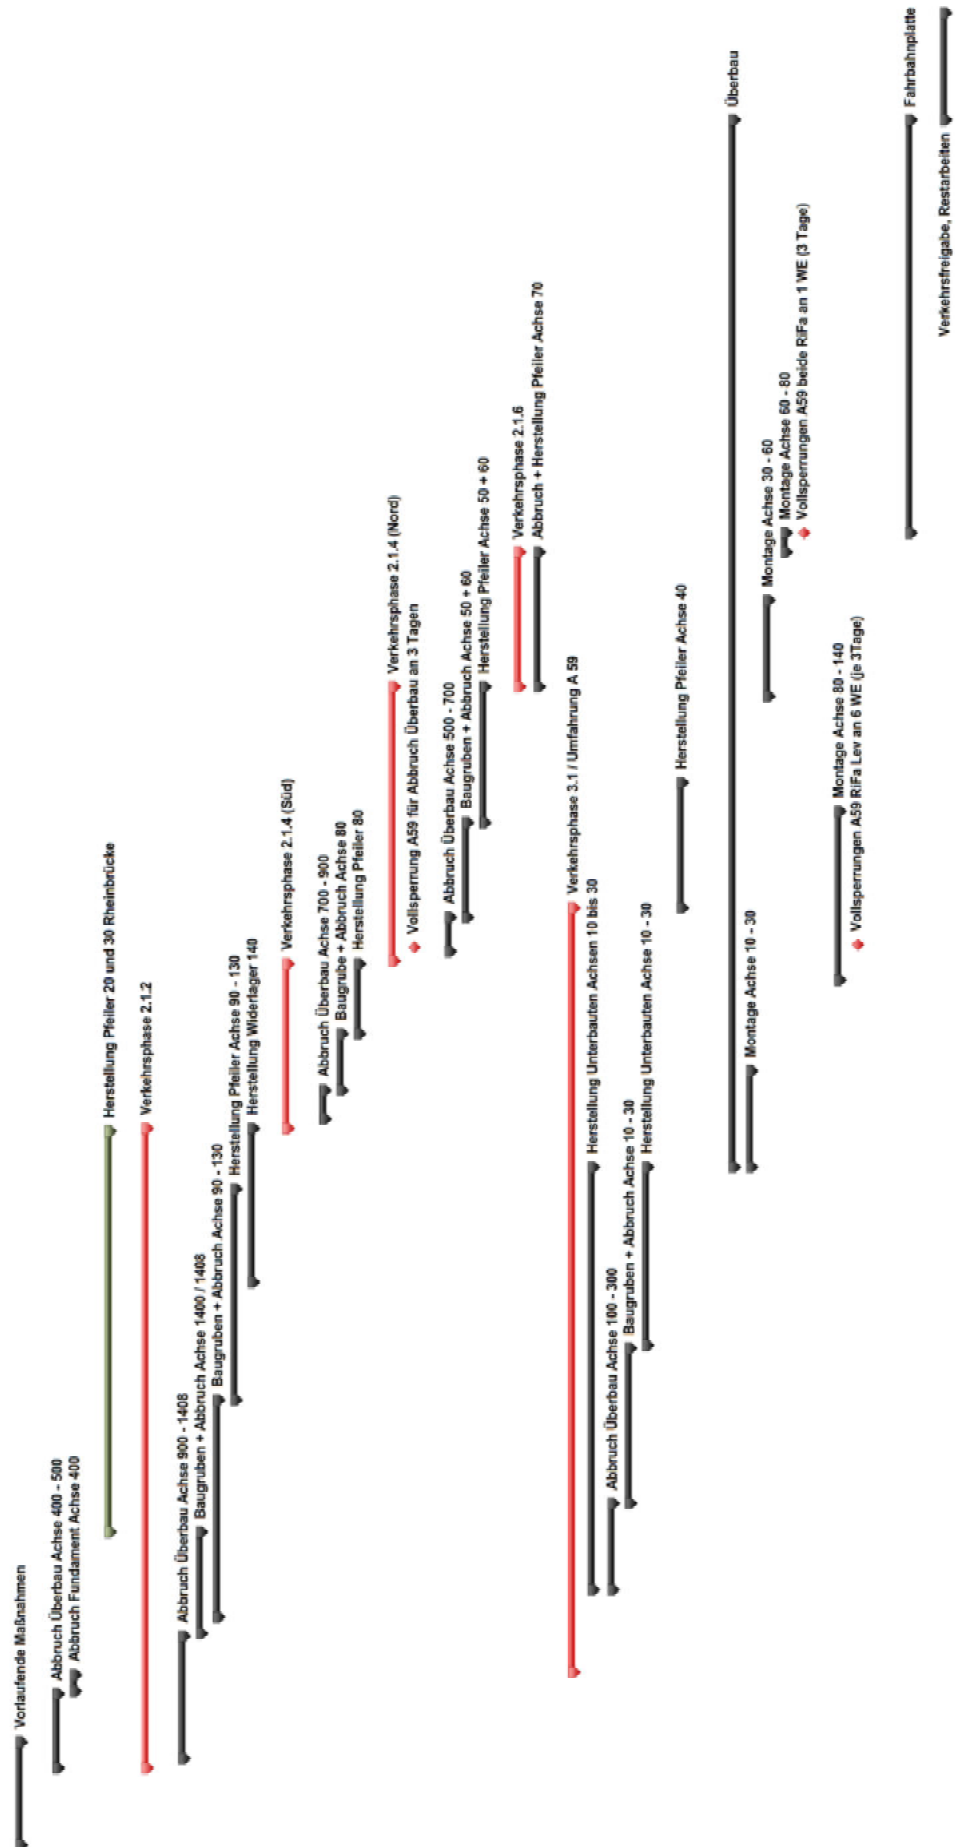 Vorlaufende Maßnahmen
Abbruch Überbau Achse 400 - 500
Abbruch Fundament Achse 400
Herstellung Pfeiler 20 und 30 Rheinbrücke
Verkehrsphase 2.1.2
Abbruch Überbau Achse 900 - 1408
Baugruben + Abbruch Achse 1400 / 1408
Baugruben + Abbruch Achse 90 - 130
Herstellung Pfeiler Achse 90 - 130
Herstellung Widerlager 140
Verkehrsphase 2.1.4 (Süd)
Abbruch Überbau Achse 700 - 900
Baugrube + Abbruch Achse 80
Herstellung Pfeiler 80
Verkehrsphase 2.1.4 (Nord)
Vollsperrung A59 für Abbruch Überbau an 3 Tagen
Abbruch Überbau Achse 500 - 700
Baugruben + Abbruch Achse 50 + 60
Herstellung Pfeiler Achse 50 + 60
Verkehrsphase 2.1.6
Abbruch + Herstellung Pfeiler Achse 70
Verkehrsphase 3.1 / Umfahrung A 59
Herstellung Unterbauten Achsen 10 bis 30
Abbruch Überbau Achse 100 - 300
Baugruben + Abbruch Achse 10 - 30
Herstellung Unterbauten Achse 10 - 30
Herstellung Pfeiler Achse 40
Überbau
Montage Achse 10 - 30
Montage Achse 30 - 60
Montage Achse 60 - 80
Vollsperrungen A59 beide RiFa an 1 WE (3 Tage)
Montage Achse 80 - 140
Vollsperrungen A59 RiFa Lev an 6 WE (je 3Tage)
Fahrbahnplatte
Verkehrsfreigabe, Restarbeiten